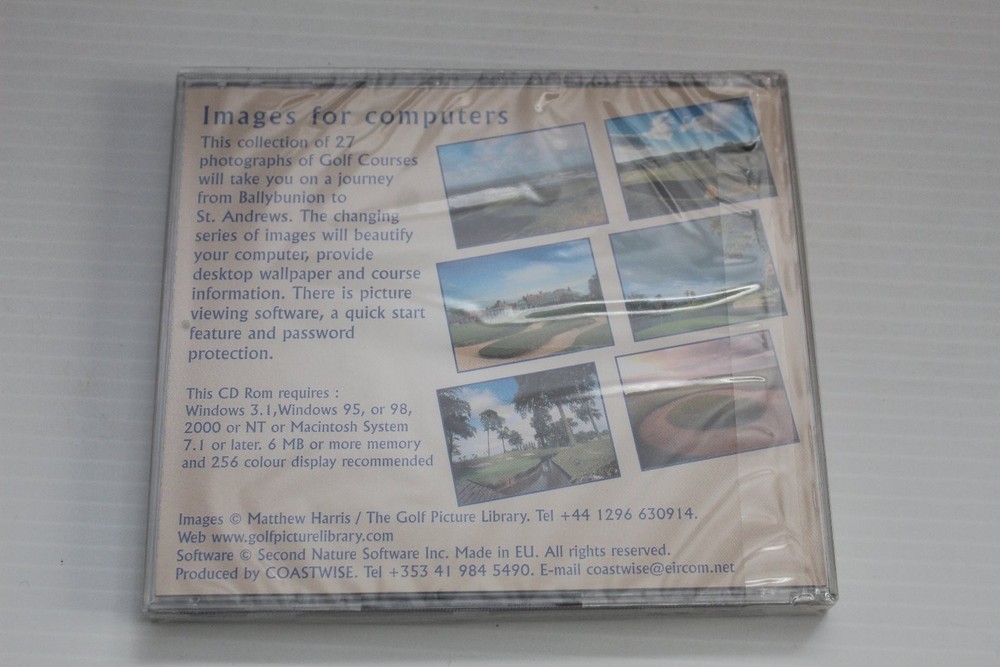 Images for computers
This collection of 27
photographs of Golf Courses
will take you on a journey
from Ballybunion to
St. Andrews. The changing
series of images will beautify
your computer, provide
desktop wallpaper and course
information. There is picture
viewing software, a quick start
feature and password
protection.
This CD Rom requires :
Windows 3.1,Windows 95, or 98,
2000 or NT or Macintosh System
7.1 or later. 6 MB or more memory
and 256 colour display recommended
Images © Matthew Harris / The Golf Picture Library. Tel +44 1296 630914.
Web www.golfpicturelibrary.com
Software © Second Nature Software Inc. Made in EU. All rights reserved.
Produced by COASTWISE. Tel +353 41 984 5490. E-mail coastwise@eircom.net